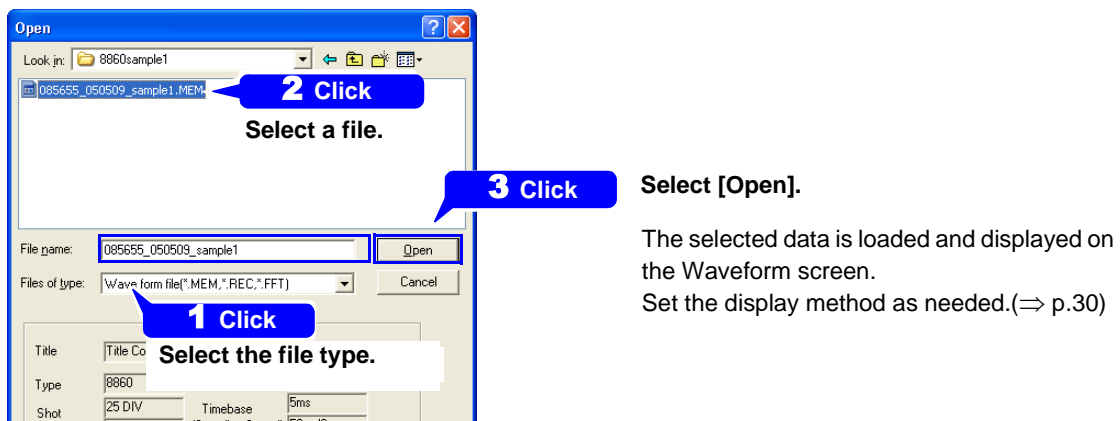 Open
Look in: 8860sample1
085655_050509_sample1.MEM
2 Click
Select a file.
3 Click
Select [Open].
The selected data is loaded and displayed on
the Waveform screen.
Set the display method as needed.(⇒ p.30)
File name: 085655_050509_sample1 Open
Files of type: Wave form file(*.MEM,*.REC,*.FFT) Cancel
1 Click
Select the file type.
Title Title Co
Type 8860
Shot 25 DIV Timebase 5ms